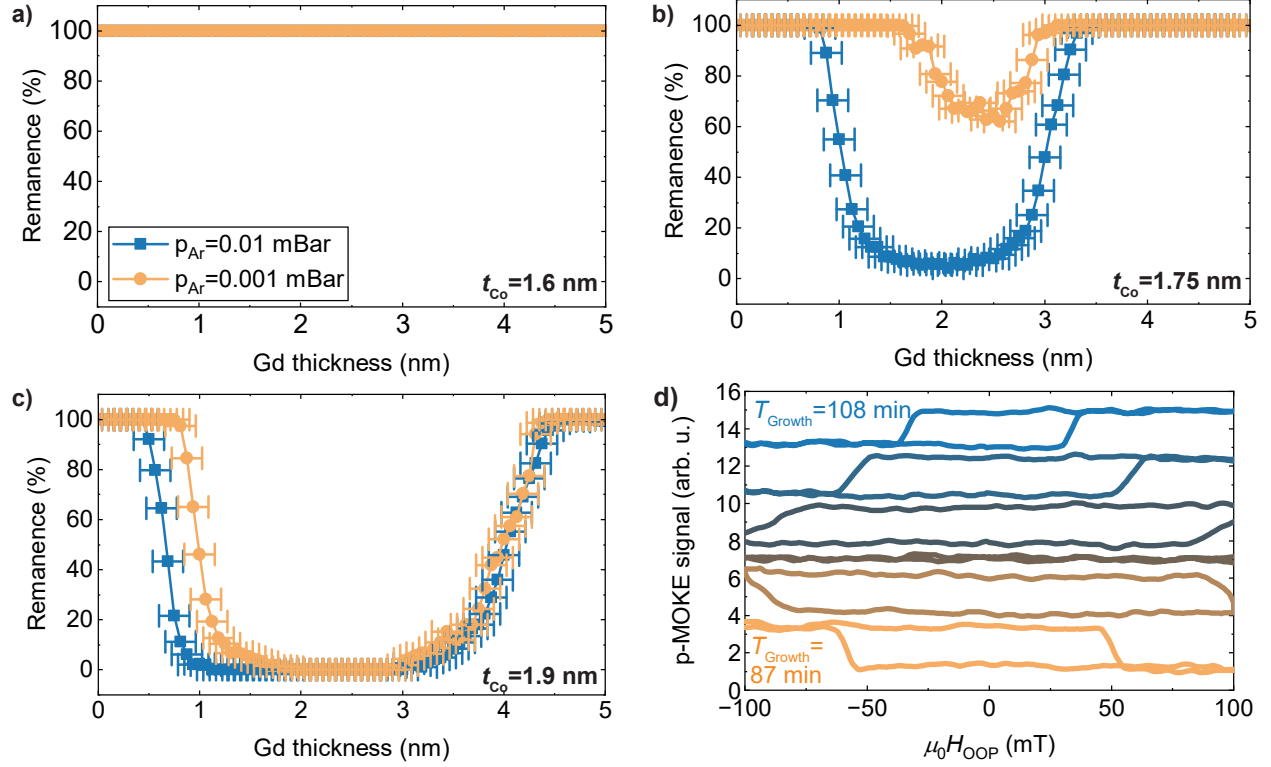 a)
100
80
60
40
20
0
Remanence (%)
p_Ar=0.01 mBar
p_Ar=0.001 mBar
t_Co=1.6 nm
0 1 2 3 4 5
Gd thickness (nm)
b)
100
80
60
40
20
0
Remanence (%)
t_Co=1.75 nm
0 1 2 3 4 5
Gd thickness (nm)
c)
100
80
60
40
20
0
Remanence (%)
t_Co=1.9 nm
0 1 2 3 4 5
Gd thickness (nm)
d)
16
14
12
10
8
6
4
2
0
p-MOKE signal (arb. u.)
T_Growth=108 min
T_Growth=
87 min
−100 −50 0 50 100
μ₀H_OOP (mT)